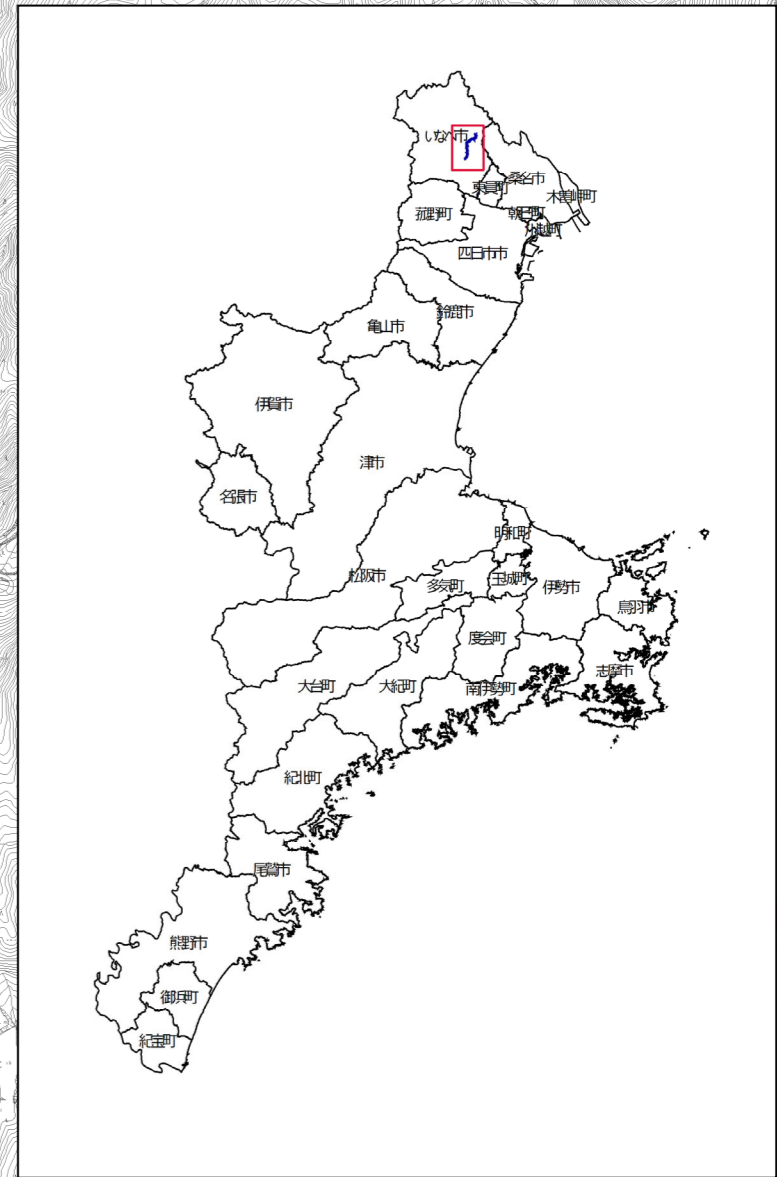 いなべ市
東員町
桑名市
木曽岬町
菰野町
朝日町
川越町
四日市市
鈴鹿市
亀山市
伊賀市
津市
名張市
明和町
松阪市
多気町
玉城町
伊勢市
鳥羽市
度会町
志摩市
大台町
大紀町
南伊勢町
紀北町
尾鷲市
熊野市
御浜町
紀宝町